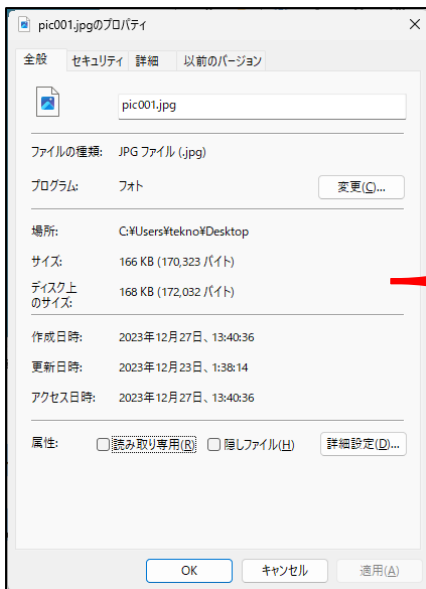 pic001.jpgのプロパティ
全般 セキュリティ 詳細 以前のバージョン
pic001.jpg
ファイルの種類: JPG ファイル (.jpg)
プログラム: フォト 変更(C)...
場所: C:¥Users¥tekno¥Desktop
サイズ: 166 KB (170,323 バイト)
ディスク上
のサイズ: 168 KB (172,032 バイト)
作成日時: 2023年12月27日、13:40:36
更新日時: 2023年12月23日、1:38:14
アクセス日時: 2023年12月27日、13:40:36
属性: 読み取り専用(R) 隠しファイル(H) 詳細設定(D)...
OK キャンセル 適用(A)